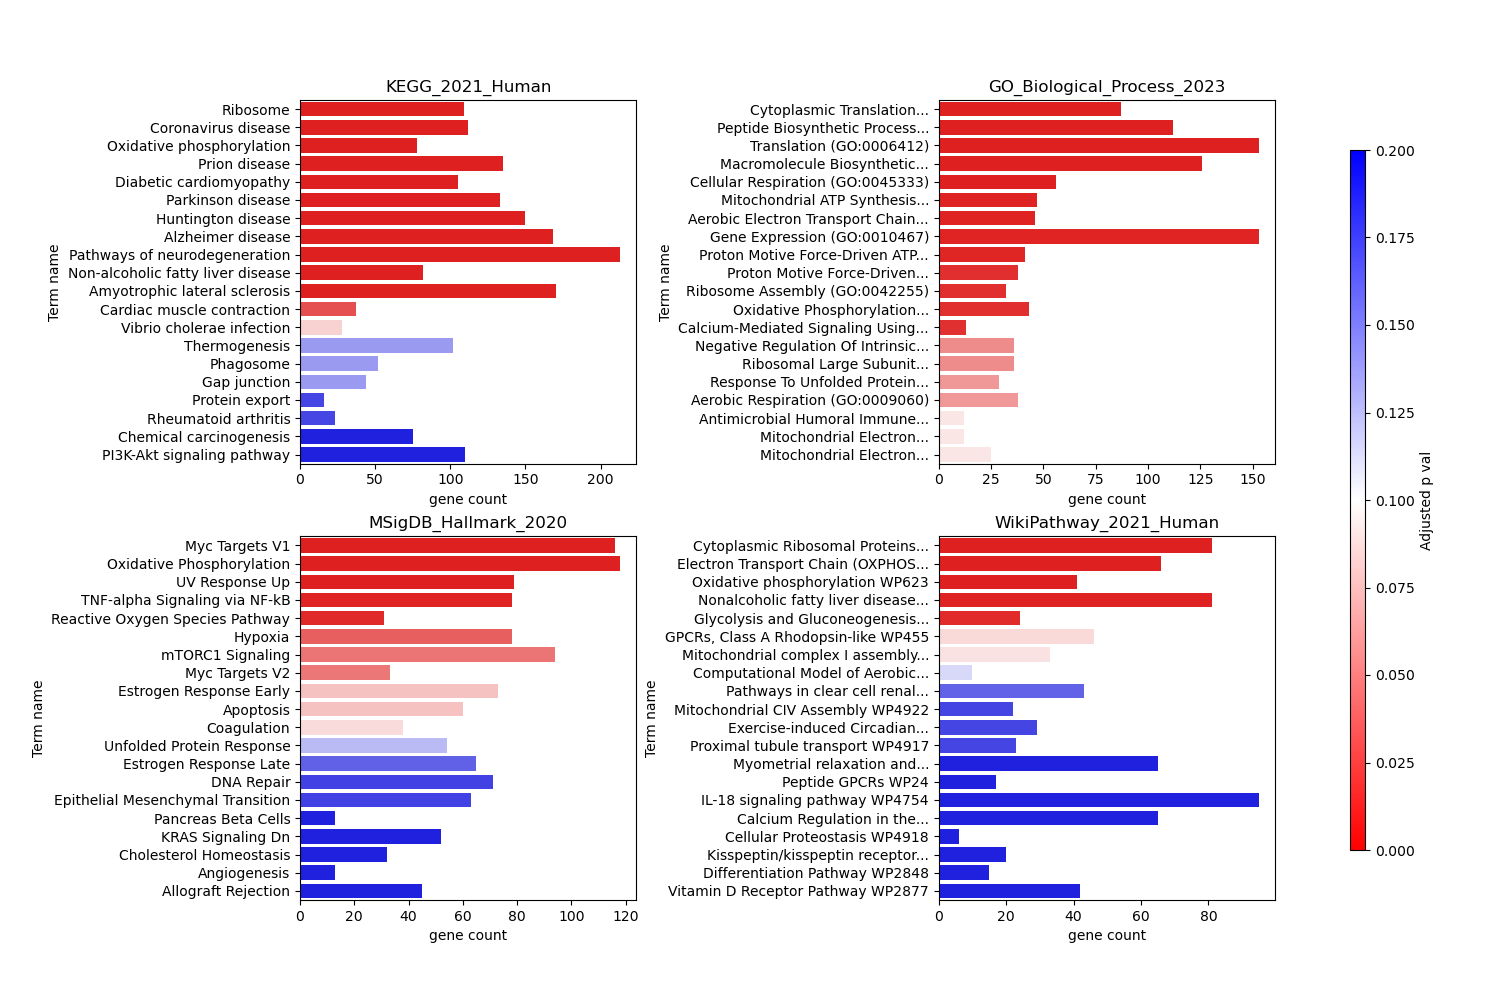 KEGG_2021_Human
Term name
Ribosome
Coronavirus disease
Oxidative phosphorylation
Prion disease
Diabetic cardiomyopathy
Parkinson disease
Huntington disease
Alzheimer disease
Pathways of neurodegeneration
Non-alcoholic fatty liver disease
Amyotrophic lateral sclerosis
Cardiac muscle contraction
Vibrio cholerae infection
Thermogenesis
Phagosome
Gap junction
Protein export
Rheumatoid arthritis
Chemical carcinogenesis
PI3K-Akt signaling pathway
0 50 100 150 200
gene count
GO_Biological_Process_2023
Term name
Cytoplasmic Translation...
Peptide Biosynthetic Process...
Translation (GO:0006412)
Macromolecule Biosynthetic...
Cellular Respiration (GO:0045333)
Mitochondrial ATP Synthesis...
Aerobic Electron Transport Chain...
Gene Expression (GO:0010467)
Proton Motive Force-Driven ATP...
Proton Motive Force-Driven...
Ribosome Assembly (GO:0042255)
Oxidative Phosphorylation...
Calcium-Mediated Signaling Using...
Negative Regulation Of Intrinsic...
Ribosomal Large Subunit...
Response To Unfolded Protein...
Aerobic Respiration (GO:0009060)
Antimicrobial Humoral Immune...
Mitochondrial Electron...
Mitochondrial Electron...
0 25 50 75 100 125 150
gene count
MSigDB_Hallmark_2020
Term name
Myc Targets V1
Oxidative Phosphorylation
UV Response Up
TNF-alpha Signaling via NF-kB
Reactive Oxygen Species Pathway
Hypoxia
mTORC1 Signaling
Myc Targets V2
Estrogen Response Early
Apoptosis
Coagulation
Unfolded Protein Response
Estrogen Response Late
DNA Repair
Epithelial Mesenchymal Transition
Pancreas Beta Cells
KRAS Signaling Dn
Cholesterol Homeostasis
Angiogenesis
Allograft Rejection
0 20 40 60 80 100 120
gene count
WikiPathway_2021_Human
Term name
Cytoplasmic Ribosomal Proteins...
Electron Transport Chain (OXPHOS...
Oxidative phosphorylation WP623
Nonalcoholic fatty liver disease...
Glycolysis and Gluconeogenesis...
GPCRs, Class A Rhodopsin-like WP455
Mitochondrial complex I assembly...
Computational Model of Aerobic...
Pathways in clear cell renal...
Mitochondrial CIV Assembly WP4922
Exercise-induced Circadian...
Proximal tubule transport WP4917
Myometrial relaxation and...
Peptide GPCRs WP24
IL-18 signaling pathway WP4754
Calcium Regulation in the...
Cellular Proteostasis WP4918
Kisspeptin/kisspeptin receptor...
Differentiation Pathway WP2848
Vitamin D Receptor Pathway WP2877
0 20 40 60 80
gene count
0.200
0.175
0.150
0.125
0.100
0.075
0.050
0.025
0.000
Adjusted p val